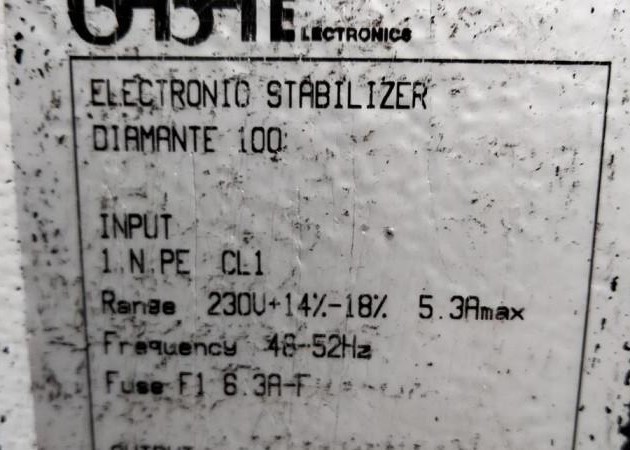 ELECTRONICS
ELECTRONIC STABILIZER
DIAMANTE 100
INPUT
1.N.PE CL1
Range 230V+14%-18% 5.3Amax
Frequency 48-52Hz
Fuse F1 6.3A-F